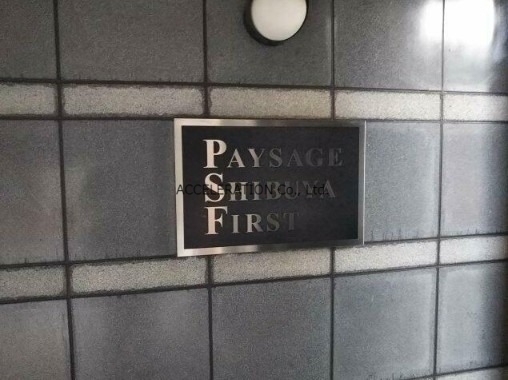 PAYSAGE
SHIBUYA
FIRST
ACCELERATION Co., Ltd.